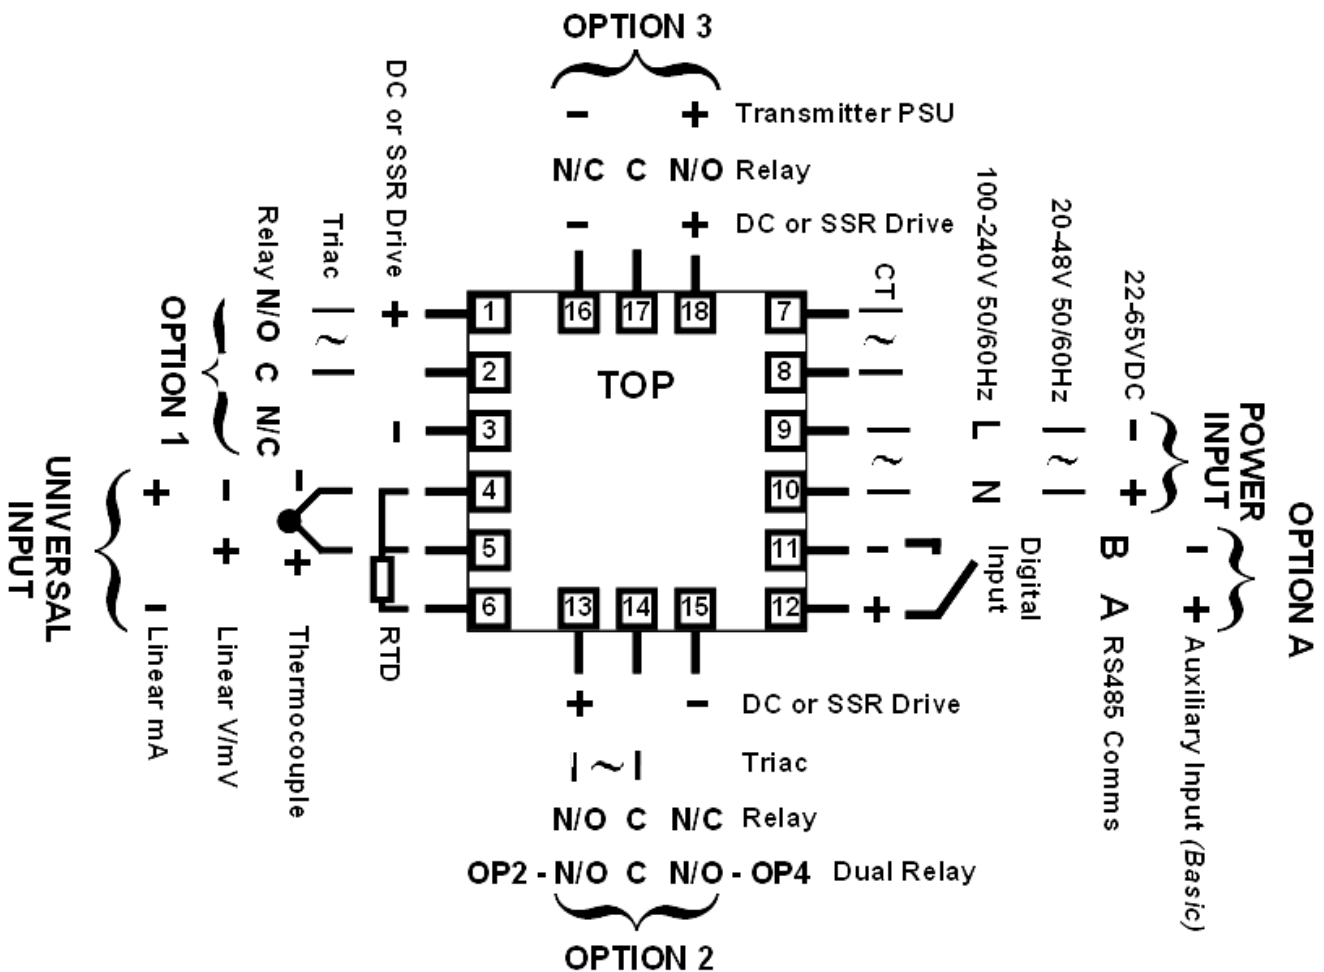 OPTION 3
- + Transmitter PSU
N/C C N/O Relay
- + DC or SSR Drive
DC or SSR Drive
+
-
Triac
~
Relay N/O C N/C
OPTION 1
UNIVERSAL
INPUT
+ - Linear mA
- + Linear V/mV
- + Thermocouple
RTD
1
2
3
4
5
6
16 17 18
TOP
13 14 15
7
8
9
10
11
12
CT
~
~
- +
100-240V 50/60Hz L N
20-48V 50/60Hz
~
22-65VDC - +
POWER
INPUT
Digital
Input
B A RS485 Comms
- + Auxiliary Input (Basic)
OPTION A
+ - DC or SSR Drive
~ Triac
N/O C N/C Relay
OP2 - N/O C N/O - OP4 Dual Relay
OPTION 2